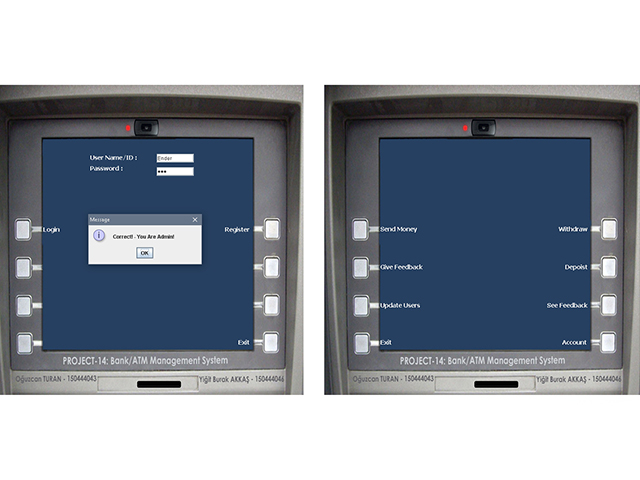 User Name/ID :
Ender
Password :
•••
Message
Correct! - You Are Admin!
OK
Login
Register
Exit
PROJECT-14: Bank/ATM Management System
Oğuzcan TURAN - 150444043
Yiğit Burak AKKAŞ - 150444046
Send Money
Withdraw
Give Feedback
Depoist
Update Users
See Feedback
Exit
Account
PROJECT-14: Bank/ATM Management System
Oğuzcan TURAN - 150444043
Yiğit Burak AKKAŞ - 150444046